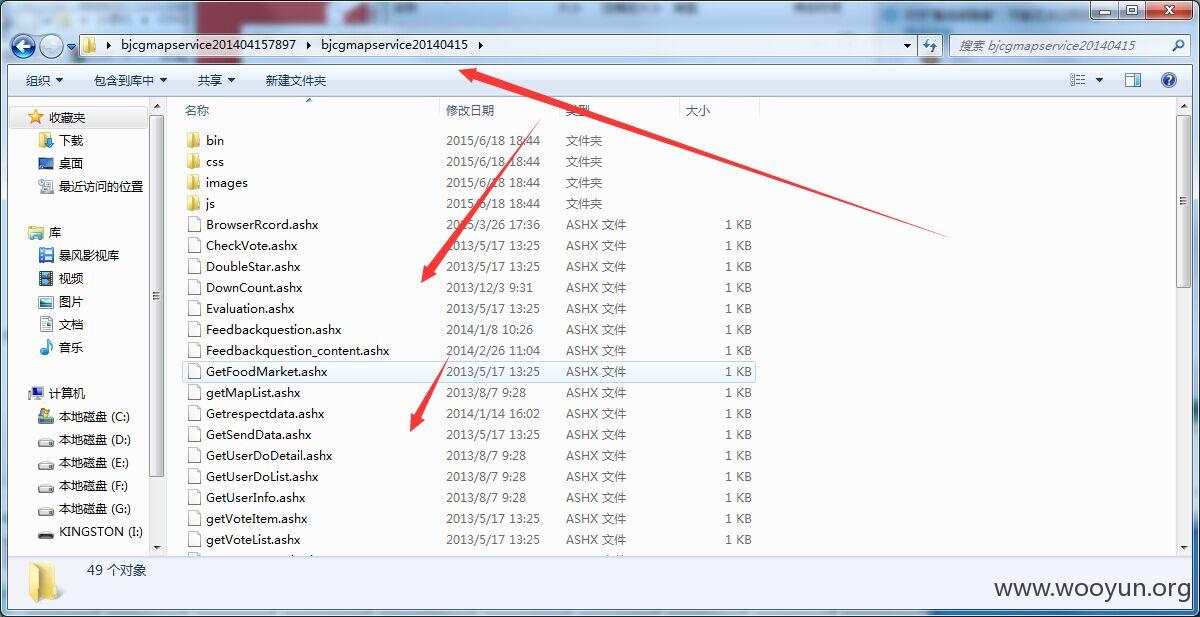 bjcgmapservice201404157897 bjcgmapservice20140415 搜索 bjcgmapservice20140415
组织 包含到库中 共享 新建文件夹
收藏夹
下载
桌面
最近访问的位置
库
暴风影视库
视频
图片
文档
音乐
计算机
本地磁盘 (C:)
本地磁盘 (D:)
本地磁盘 (E:)
本地磁盘 (F:)
本地磁盘 (G:)
KINGSTON (I:)
名称 修改日期 类型 大小
bin 2015/6/18 18:44 文件夹
css 2015/6/18 18:44 文件夹
images 2015/6/18 18:44 文件夹
js 2015/6/18 18:44 文件夹
BrowserRcord.ashx 2015/3/26 17:36 ASHX 文件 1 KB
CheckVote.ashx 2013/5/17 13:25 ASHX 文件 1 KB
DoubleStar.ashx 2013/5/17 13:25 ASHX 文件 1 KB
DownCount.ashx 2013/12/3 9:31 ASHX 文件 1 KB
Evaluation.ashx 2013/5/17 13:25 ASHX 文件 1 KB
Feedbackquestion.ashx 2014/1/8 10:26 ASHX 文件 1 KB
Feedbackquestion_content.ashx 2014/2/26 11:04 ASHX 文件 1 KB
GetFoodMarket.ashx 2013/5/17 13:25 ASHX 文件 1 KB
getMapList.ashx 2013/8/7 9:28 ASHX 文件 1 KB
Getrespectdata.ashx 2014/1/14 16:02 ASHX 文件 1 KB
GetSendData.ashx 2013/5/17 13:25 ASHX 文件 1 KB
GetUserDoDetail.ashx 2013/8/7 9:28 ASHX 文件 1 KB
GetUserDoList.ashx 2013/8/7 9:28 ASHX 文件 1 KB
GetUserInfo.ashx 2013/8/7 9:28 ASHX 文件 1 KB
getVoteItem.ashx 2013/5/17 13:25 ASHX 文件 1 KB
getVoteList.ashx 2013/5/17 13:25 ASHX 文件 1 KB
49 个对象
www.wooyun.org